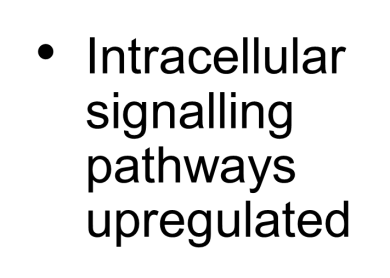 • Intracellular
signalling
pathways
upregulated